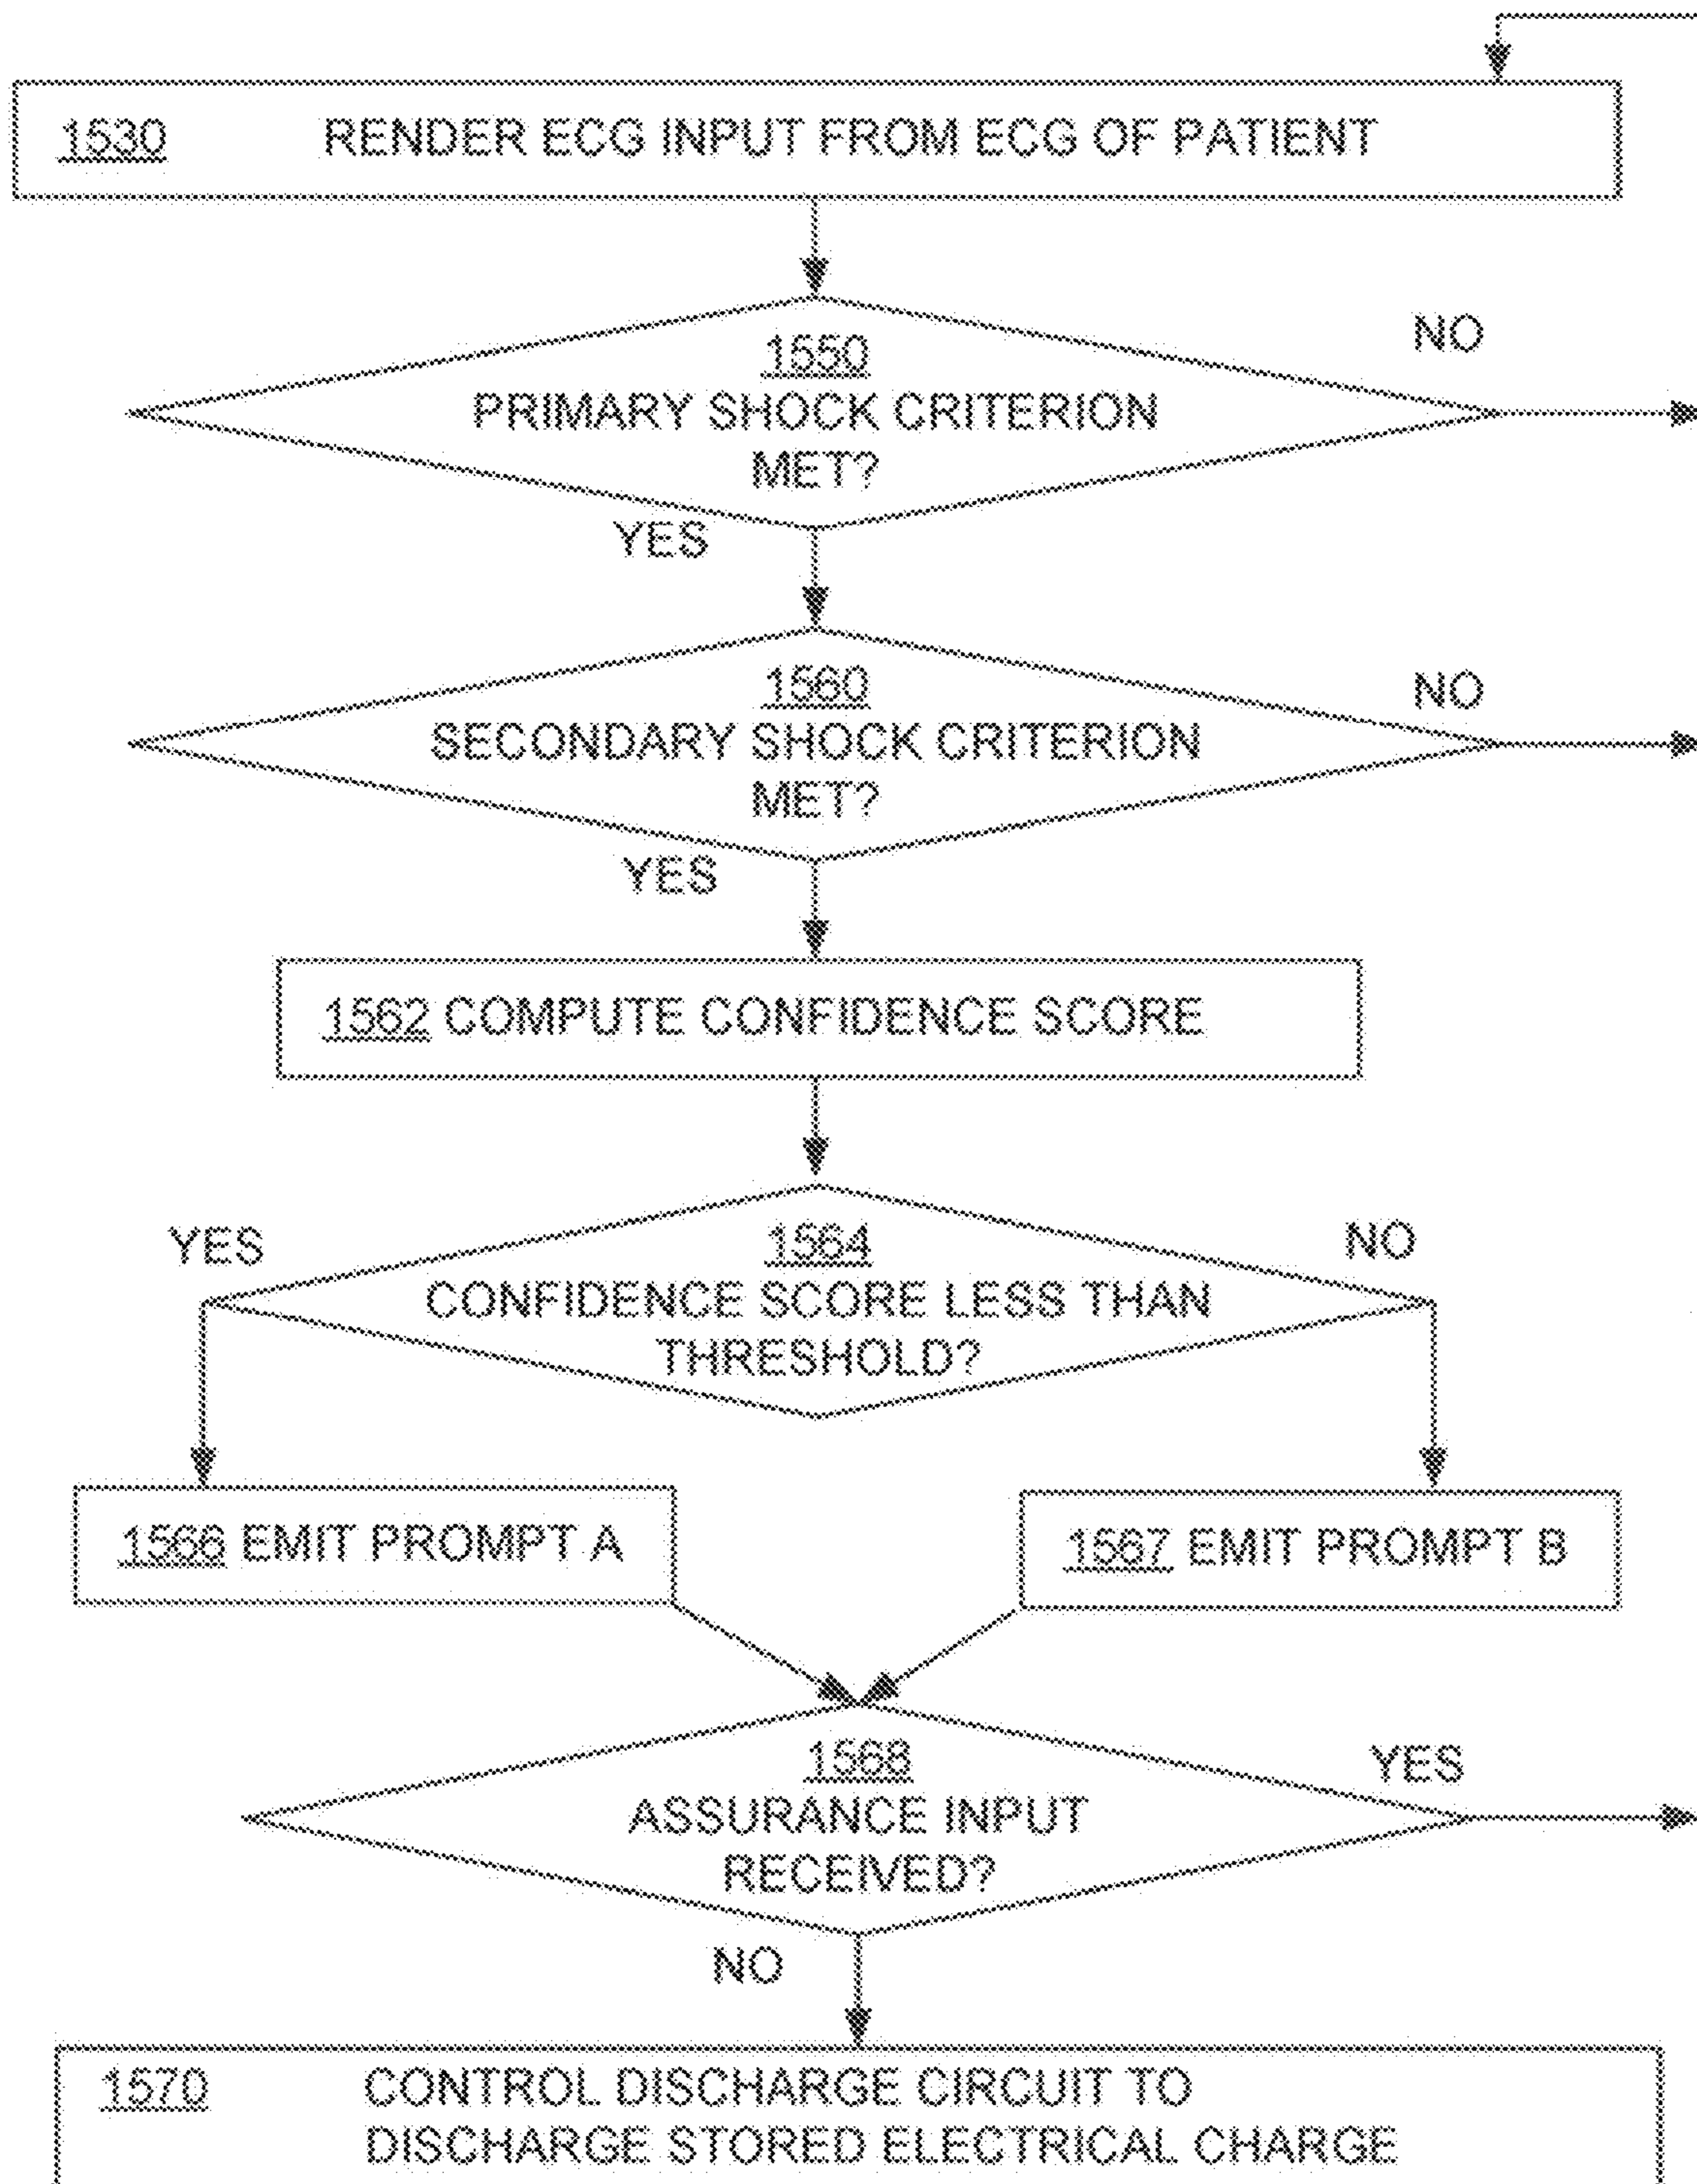 1530 RENDER ECG INPUT FROM ECG OF PATIENT
NO
1550
PRIMARY SHOCK CRITERION
MET?
YES
NO
1560
SECONDARY SHOCK CRITERION
MET?
YES
1562 COMPUTE CONFIDENCE SCORE
YES
NO
1564
CONFIDENCE SCORE LESS THAN
THRESHOLD?
1566 EMIT PROMPT A
1567 EMIT PROMPT B
1568
YES
ASSURANCE INPUT
RECEIVED?
NO
1570 CONTROL DISCHARGE CIRCUIT TO
DISCHARGE STORED ELECTRICAL CHARGE